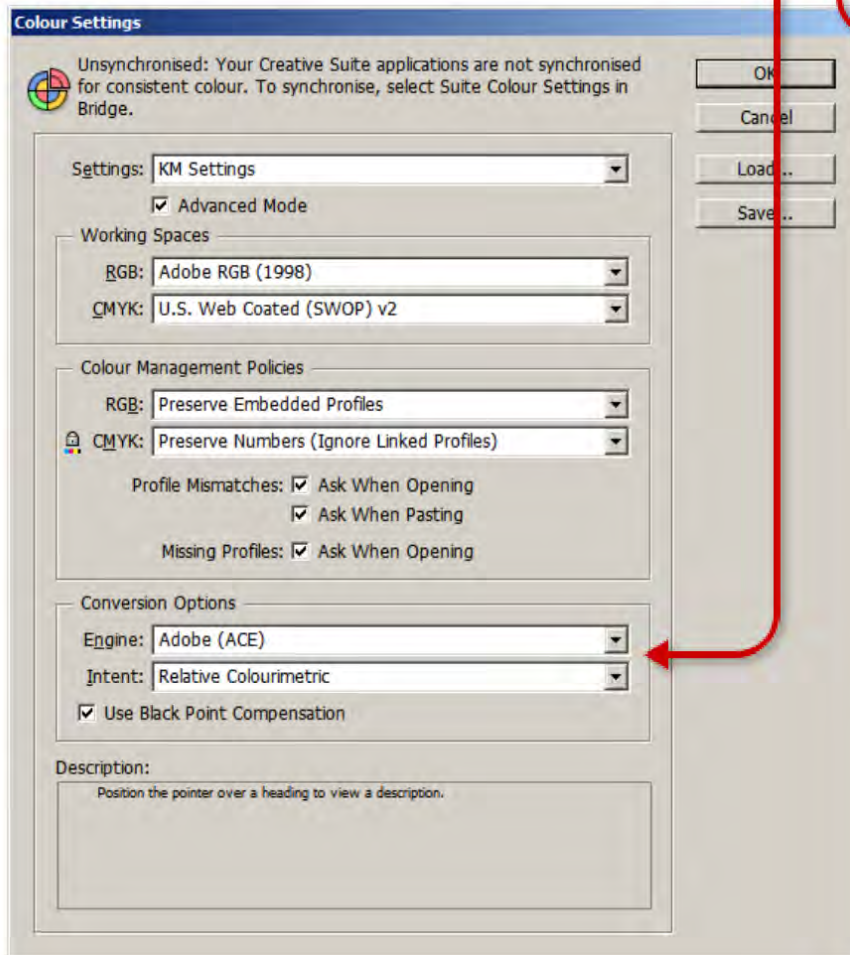 Colour Settings
Unsynchronised: Your Creative Suite applications are not synchronised
for consistent colour. To synchronise, select Suite Colour Settings in
Bridge.
OK
Cancel
Load...
Save...
Settings: KM Settings
Advanced Mode
Working Spaces
RGB: Adobe RGB (1998)
CMYK: U.S. Web Coated (SWOP) v2
Colour Management Policies
RGB: Preserve Embedded Profiles
CMYK: Preserve Numbers (Ignore Linked Profiles)
Profile Mismatches: Ask When Opening
Ask When Pasting
Missing Profiles: Ask When Opening
Conversion Options
Engine: Adobe (ACE)
Intent: Relative Colourimetric
Use Black Point Compensation
Description:
Position the pointer over a heading to view a description.